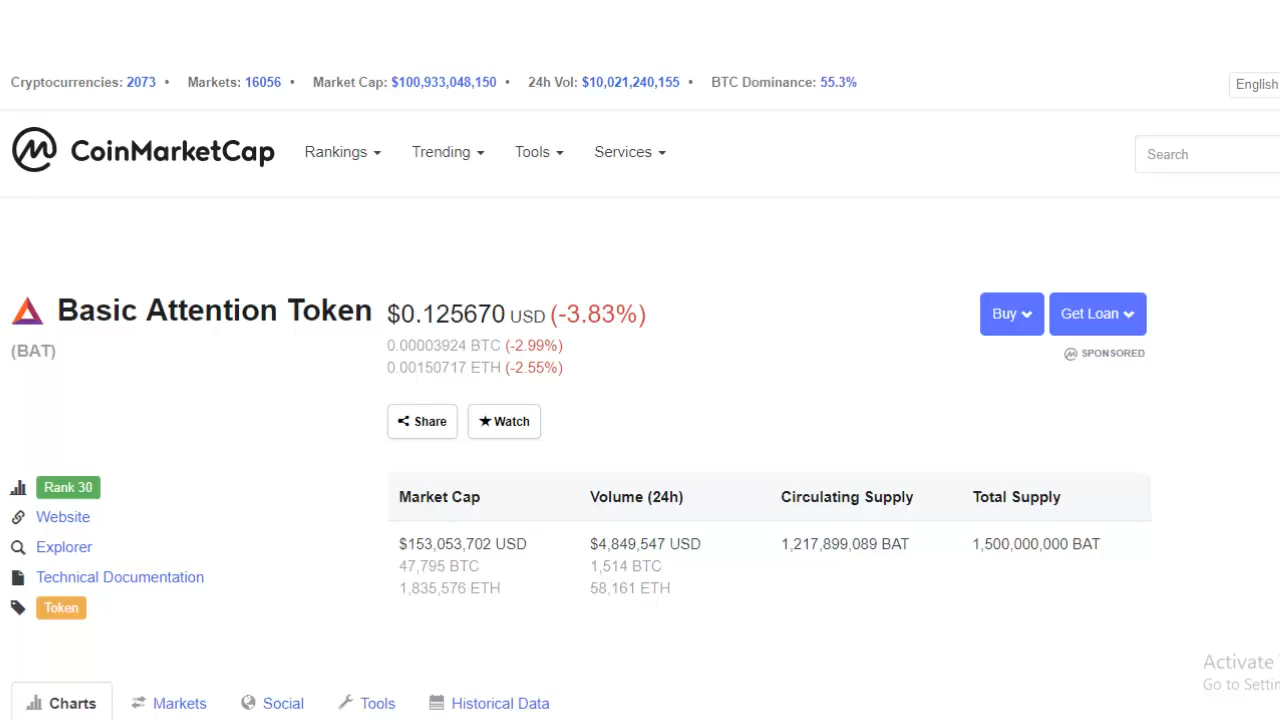 Cryptocurrencies: 2073 • Markets: 16056 • Market Cap: $100,933,048,150 • 24h Vol: $10,021,240,155 • BTC Dominance: 55.3%
English
CoinMarketCap Rankings Trending Tools Services
Search
Basic Attention Token $0.125670 USD (-3.83%)
Buy Get Loan
(BAT)
0.00003924 BTC (-2.99%)
0.00150717 ETH (-2.55%)
SPONSORED
Share Watch
Rank 30
Website
Explorer
Technical Documentation
Token
Market Cap Volume (24h) Circulating Supply Total Supply
$153,053,702 USD $4,849,547 USD 1,217,899,089 BAT 1,500,000,000 BAT
47,795 BTC 1,514 BTC
1,835,576 ETH 58,161 ETH
Charts Markets Social Tools Historical Data
Activate
Go to Settin